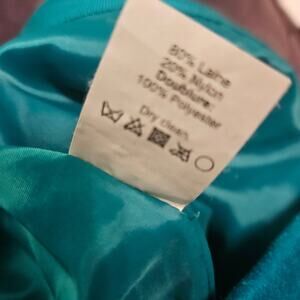 80% Laine
20% Nylon
Doublure:
100% Polyester
Dry clean